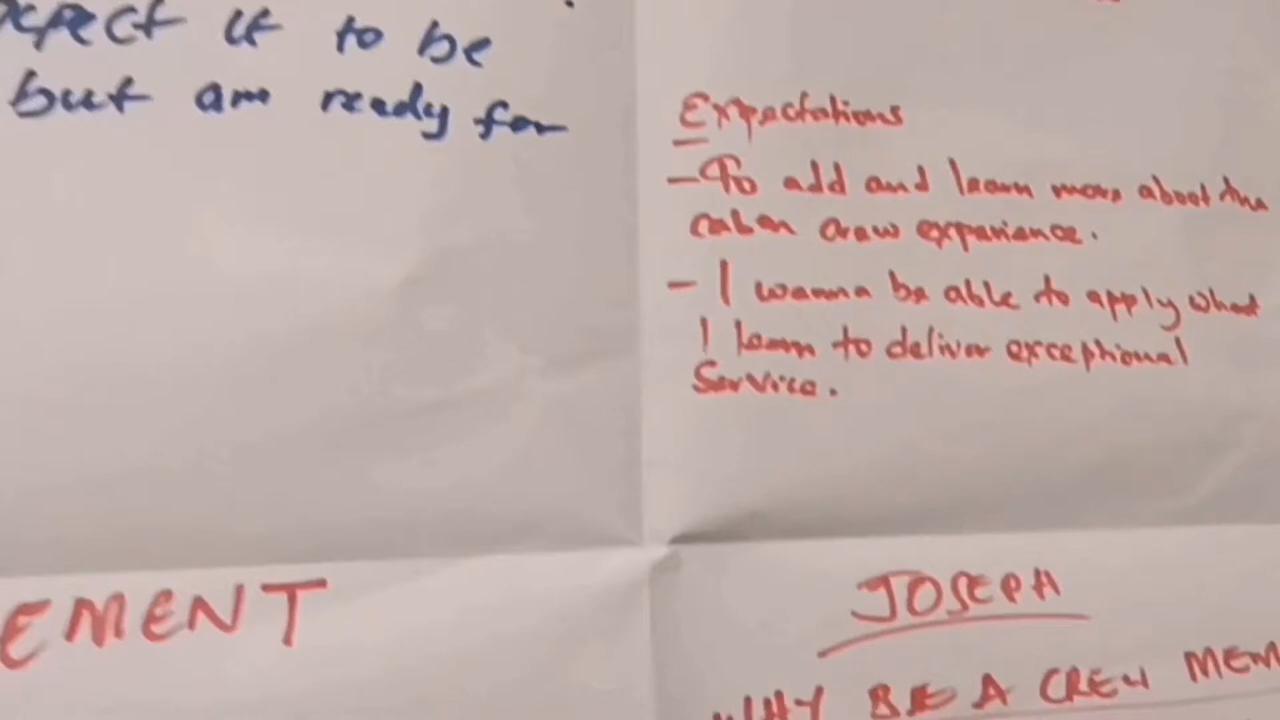 expect it to be
but am ready for
Expectations
- To add and learn more about the
cabin crew experience.
- I wanna be able to apply what
I learn to deliver exceptional
Service.
EMENT
JOSEPH
WHY BE A CREW MEM